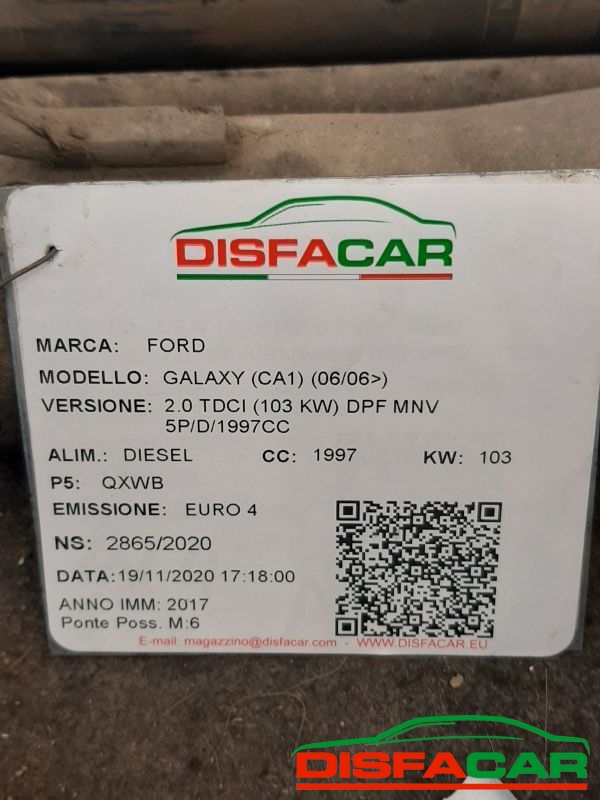 DISFACAR
MARCA: FORD
MODELLO: GALAXY (CA1) (06/06>)
VERSIONE: 2.0 TDCI (103 KW) DPF MNV
5P/D/1997CC
ALIM.: DIESEL CC: 1997 KW: 103
P5: QXWB
EMISSIONE: EURO 4
NS: 2865/2020
DATA:19/11/2020 17:18:00
ANNO IMM: 2017
Ponte Poss. M:6
E-mail: magazzino@disfacar.com - WWW.DISFACAR.EU
DISFACAR